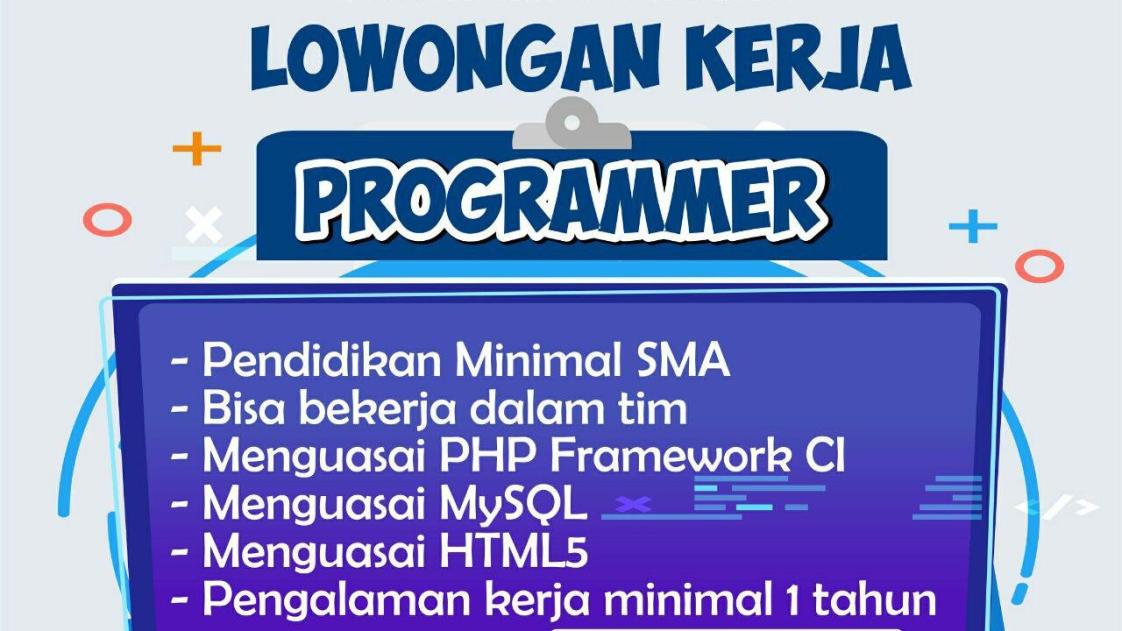 LOWONGAN KERJA
PROGRAMMER
- Pendidikan Minimal SMA
- Bisa bekerja dalam tim
- Menguasai PHP Framework CI
- Menguasai MySQL
- Menguasai HTML5
- Pengalaman kerja minimal 1 tahun